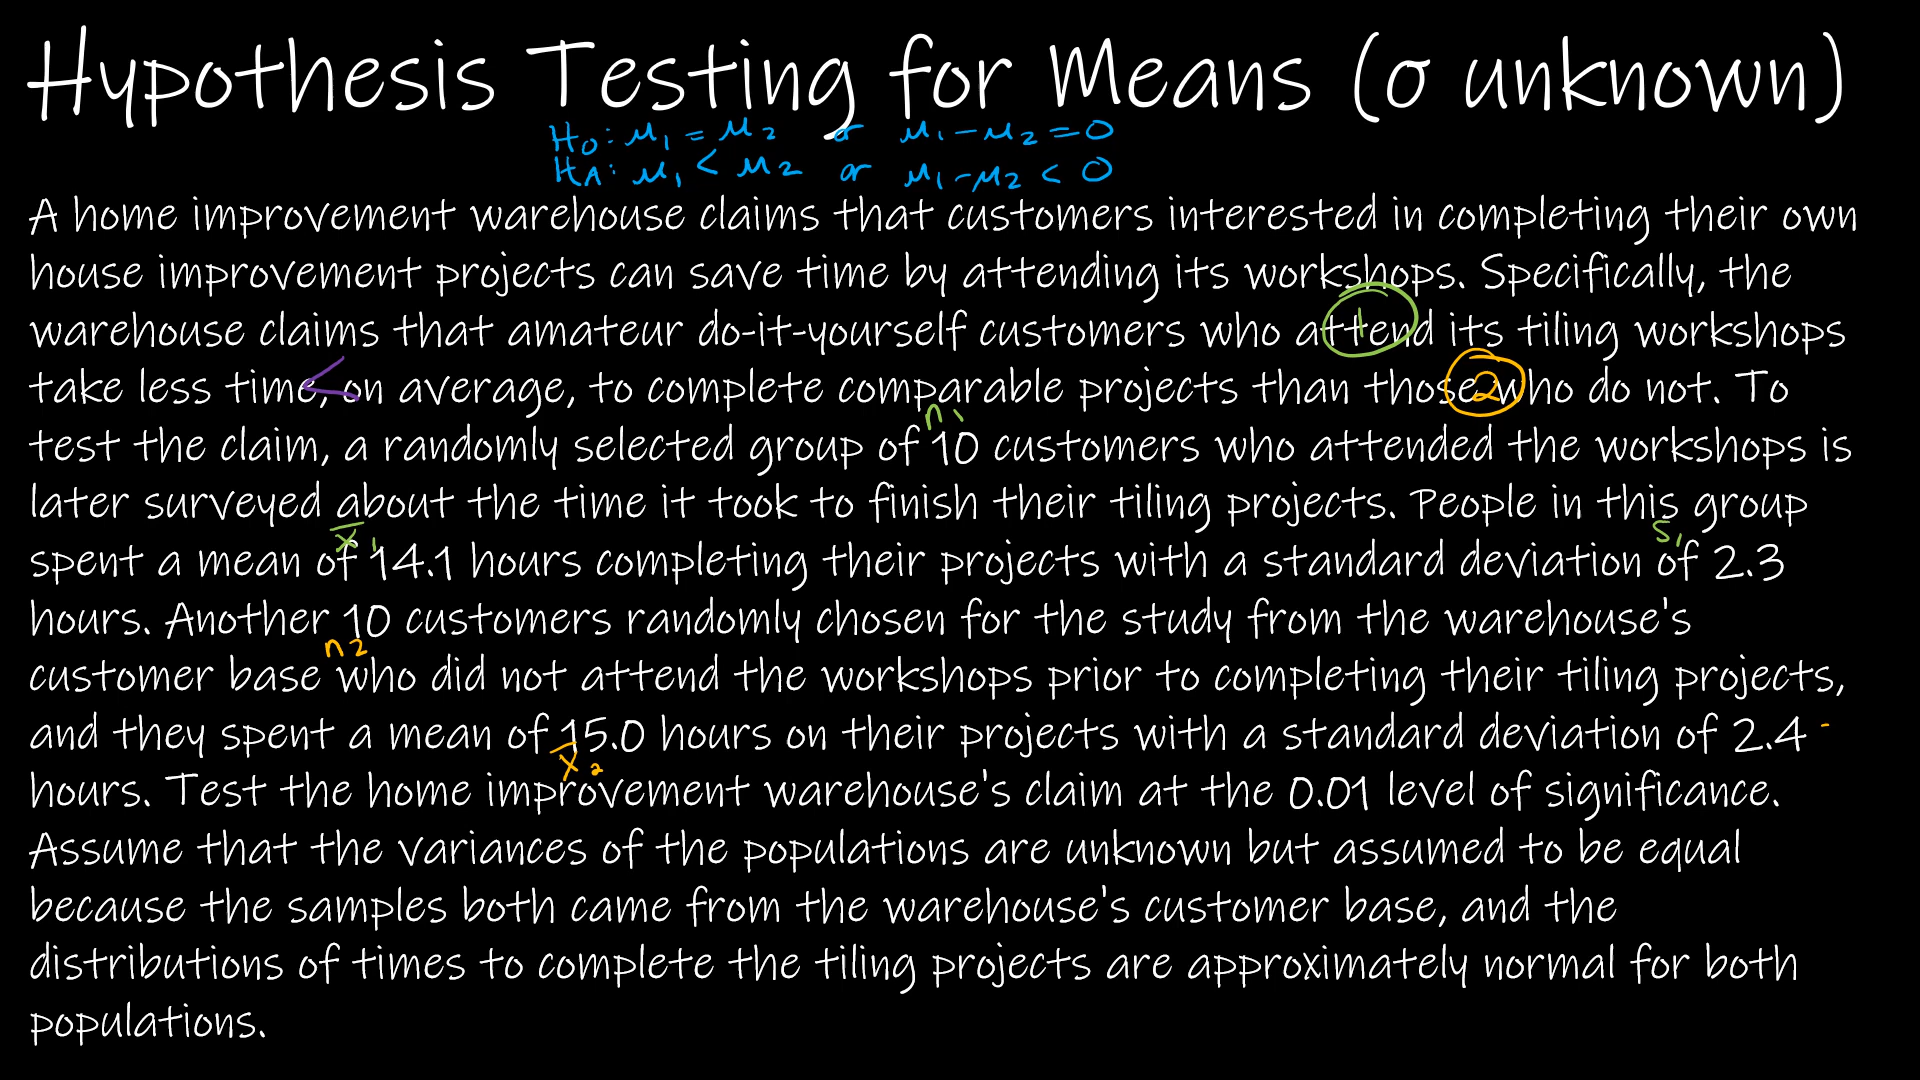 Hypothesis Testing for Means (σ unknown)
H0: μ1 = μ2 or μ1 - μ2 = 0
HA: μ1 < μ2 or μ1 - μ2 < 0
A home improvement warehouse claims that customers interested in completing their own
house improvement projects can save time by attending its workshops. Specifically, the
1
warehouse claims that amateur do-it-yourself customers who attend its tiling workshops
< 2
take less time, on average, to complete comparable projects than those who do not. To
n1
test the claim, a randomly selected group of 10 customers who attended the workshops is
later surveyed about the time it took to finish their tiling projects. People in this group
x̄1 s1
spent a mean of 14.1 hours completing their projects with a standard deviation of 2.3
hours. Another 10 customers randomly chosen for the study from the warehouse's
n2
customer base who did not attend the workshops prior to completing their tiling projects,
and they spent a mean of 15.0 hours on their projects with a standard deviation of 2.4
x̄2
hours. Test the home improvement warehouse's claim at the 0.01 level of significance.
Assume that the variances of the populations are unknown but assumed to be equal
because the samples both came from the warehouse's customer base, and the
distributions of times to complete the tiling projects are approximately normal for both
populations.